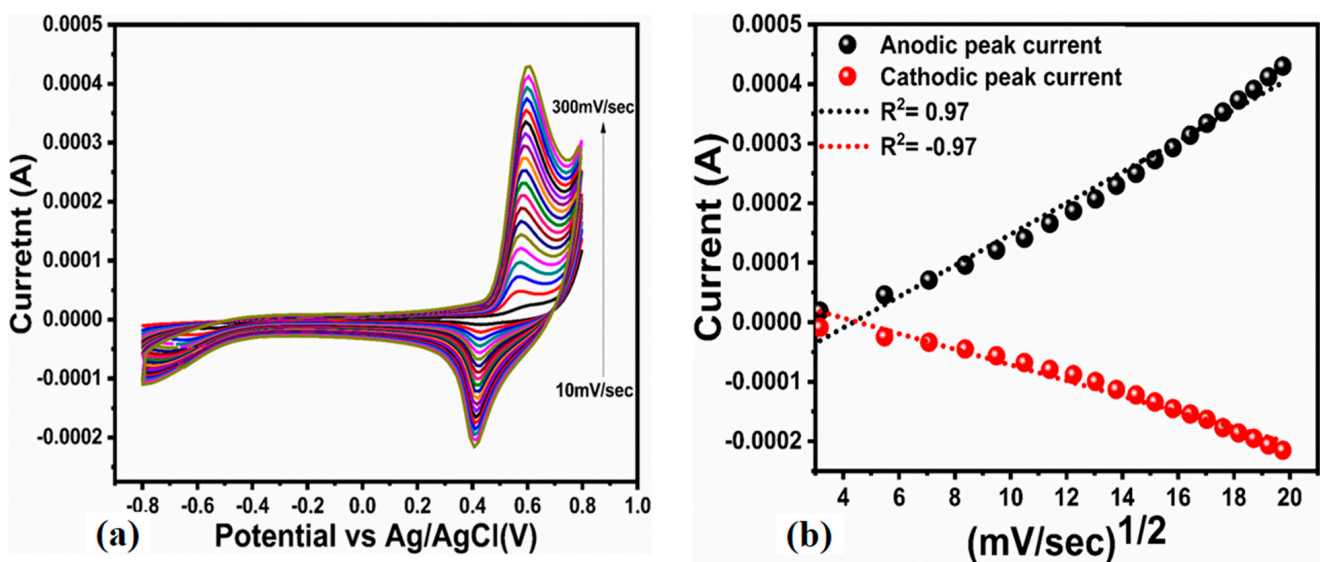 0.0005
0.0004
0.0003
0.0002
0.0001
0.0000
-0.0001
-0.0002
Curretnt (A)
300mV/sec
10mV/sec
-0.8 -0.6 -0.4 -0.2 0.0 0.2 0.4 0.6 0.8 1.0
Potential vs Ag/AgCl(V)
(a)
0.0005
0.0004
0.0003
0.0002
0.0001
0.0000
-0.0001
-0.0002
Current (A)
Anodic peak current
Cathodic peak current
R²= 0.97
R²= -0.97
4 6 8 10 12 14 16 18 20
(mV/sec)¹/²
(b)